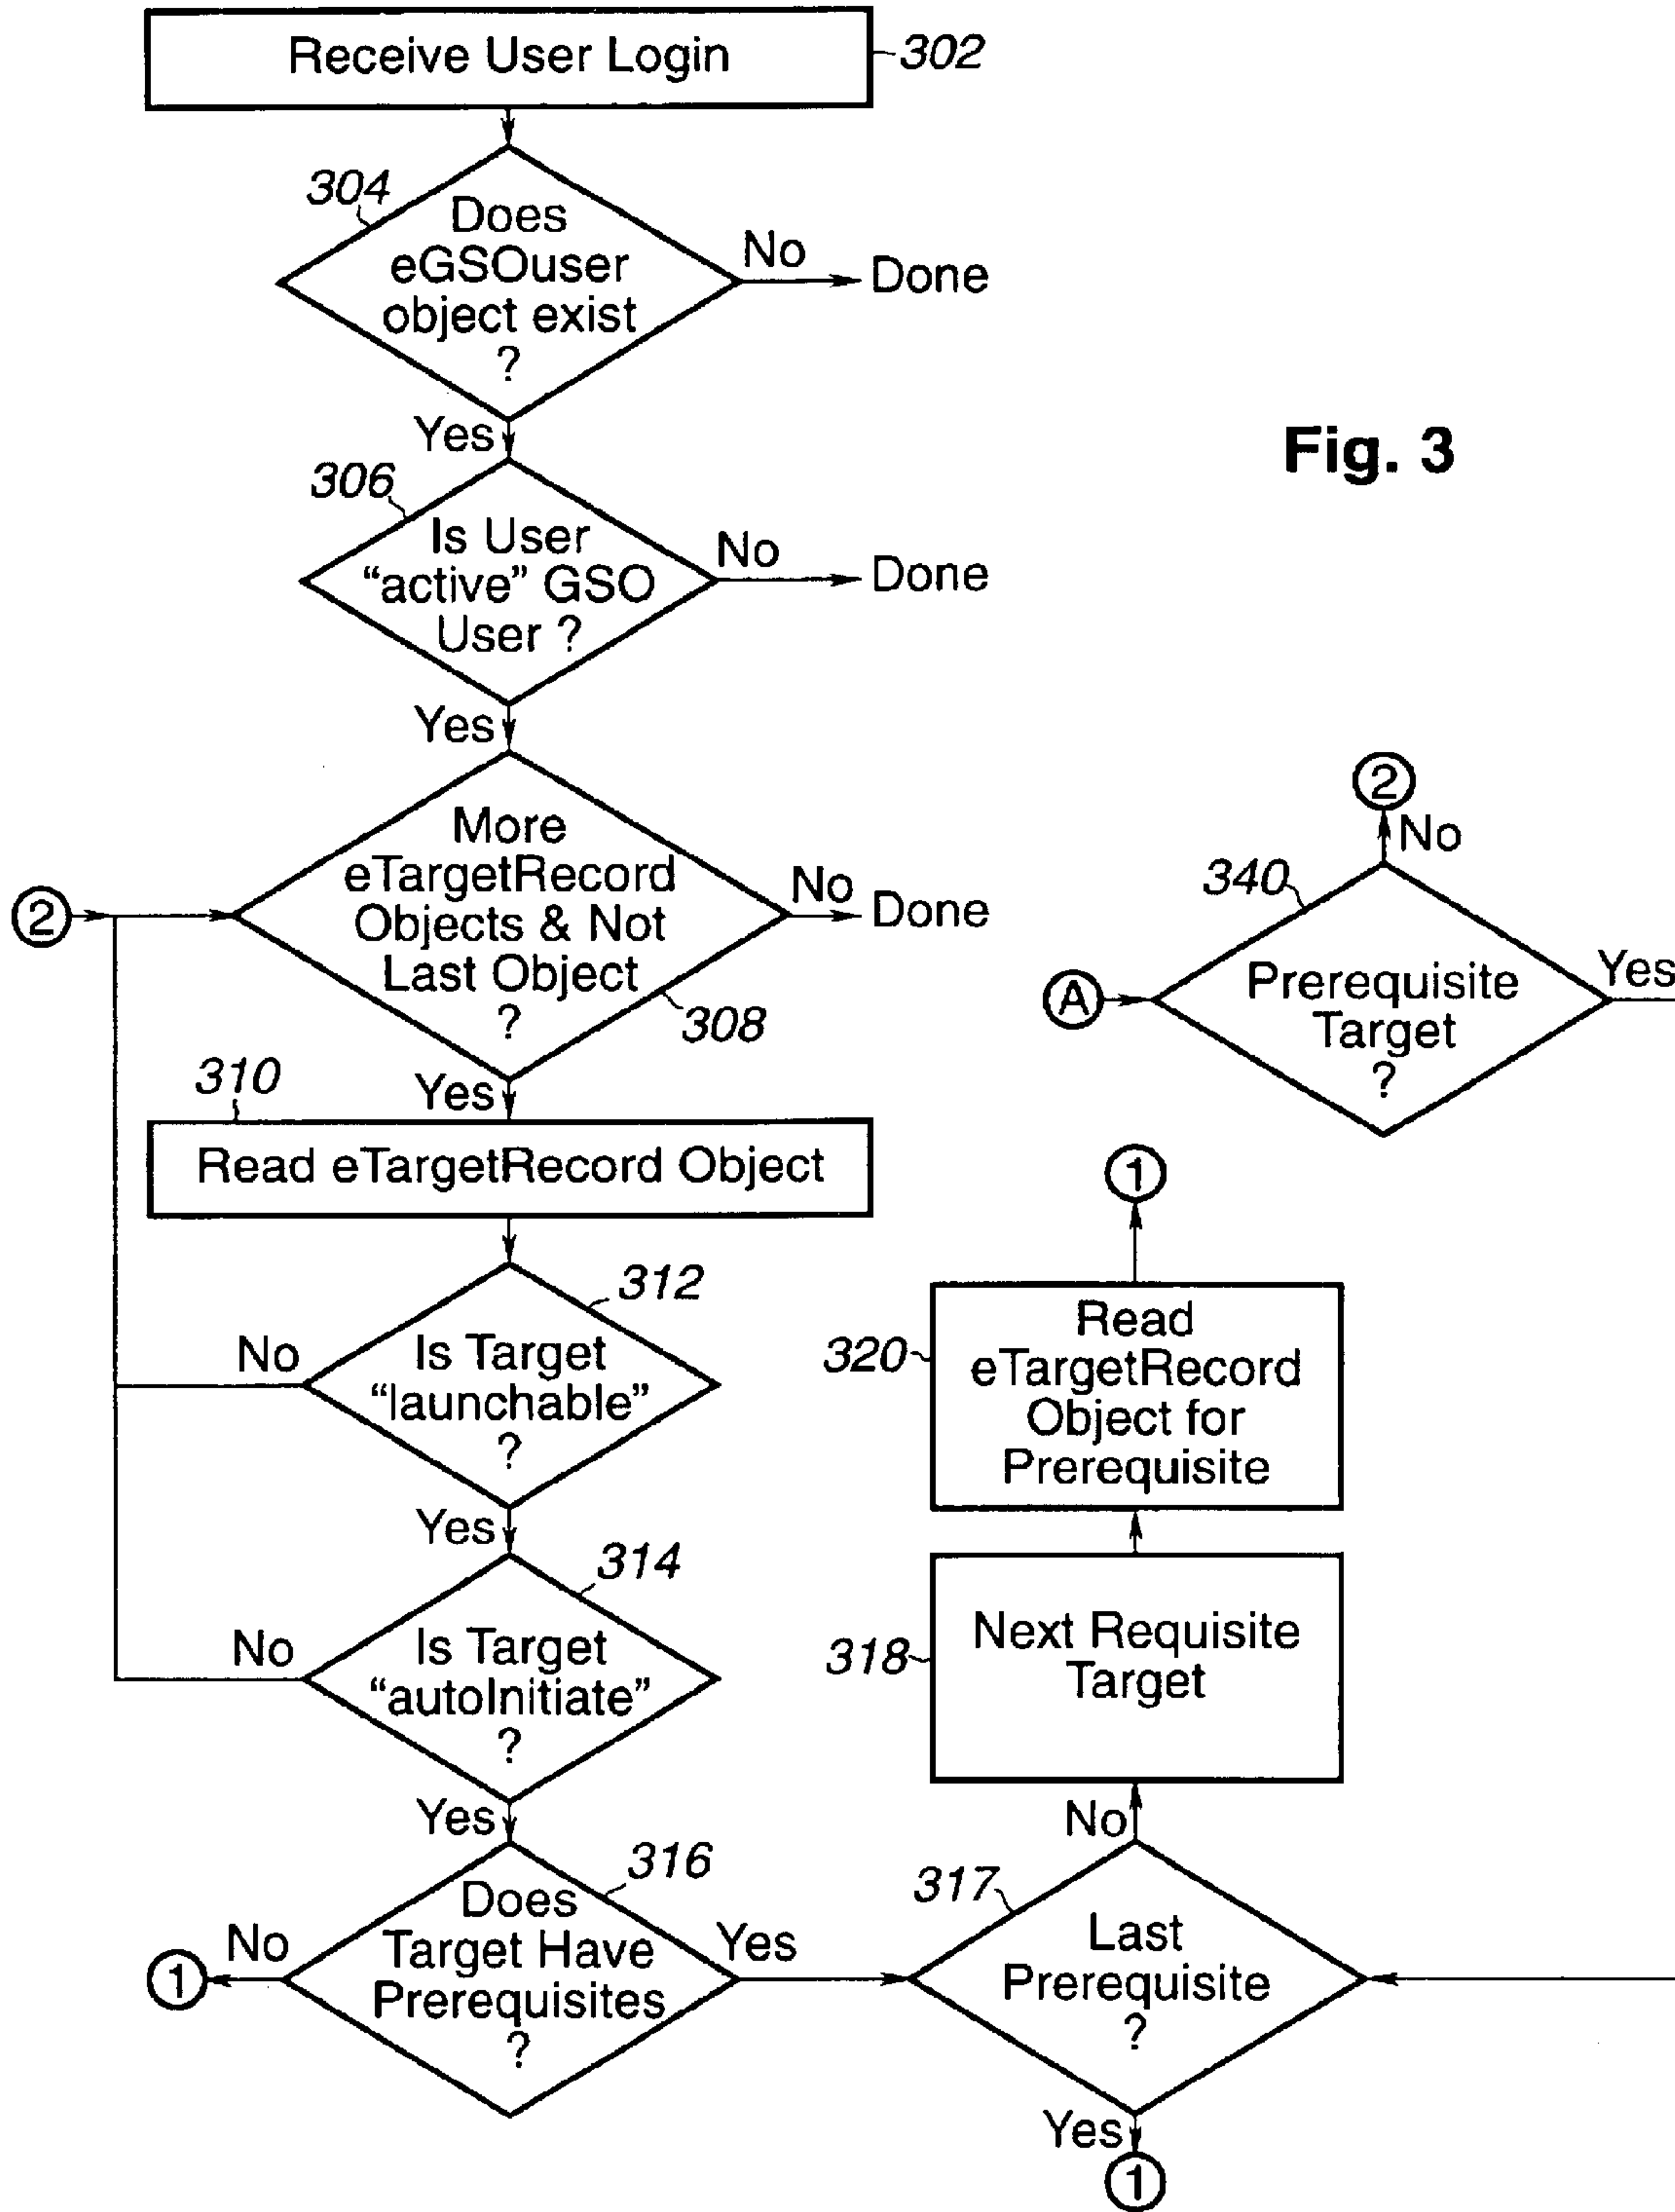 Receive User Login
302
304
Does
eGSOuser
object exist
?
No
Done
Yes
Fig. 3
306
Is User
“active” GSO
User ?
No
Done
Yes
2
More
eTargetRecord
Objects & Not
Last Object
?
No
Done
308
Yes
2
No
340
A
Prerequisite
Target
?
Yes
310
Read eTargetRecord Object
312
No
Is Target
“launchable”
?
Yes
314
No
Is Target
“autoInitiate”
?
Yes
316
Does
Target Have
Prerequisites
?
No
1
Yes
1
320
Read
eTargetRecord
Object for
Prerequisite
318
Next Requisite
Target
No
317
Last
Prerequisite
?
Yes
1